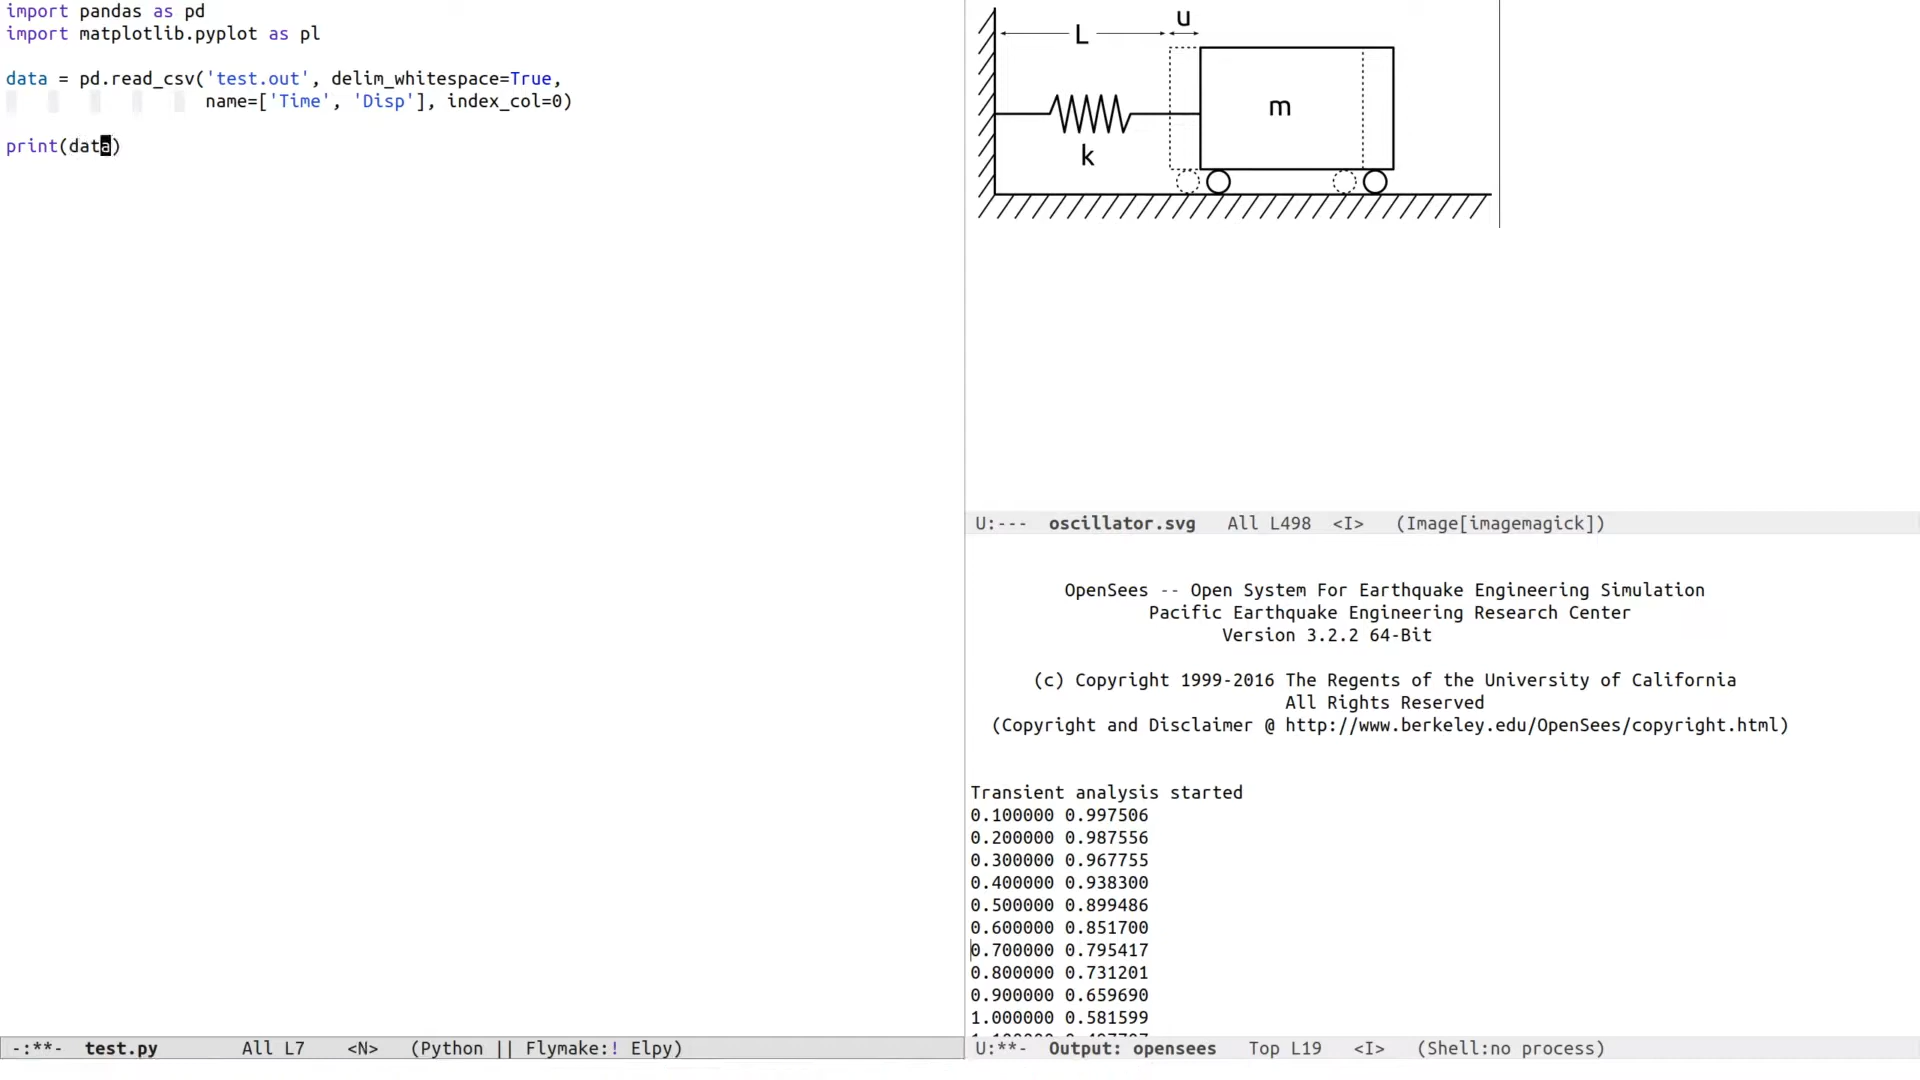 import pandas as pd
import matplotlib.pyplot as pl
data = pd.read_csv('test.out', delim_whitespace=True,
name=['Time', 'Disp'], index_col=0)
print(data)
-:**-  test.py        All L7    <N>   (Python || Flymake:! Elpy)
u
L
m
k
U:---  oscillator.svg   All L498  <I>   (Image[imagemagick])
OpenSees -- Open System For Earthquake Engineering Simulation
Pacific Earthquake Engineering Research Center
Version 3.2.2 64-Bit
(c) Copyright 1999-2016 The Regents of the University of California
All Rights Reserved
(Copyright and Disclaimer @ http://www.berkeley.edu/OpenSees/copyright.html)
Transient analysis started
0.100000 0.997506
0.200000 0.987556
0.300000 0.967755
0.400000 0.938300
0.500000 0.899486
0.600000 0.851700
0.700000 0.795417
0.800000 0.731201
0.900000 0.659690
1.000000 0.581599
U:**-  Output: opensees   Top L19   <I>   (Shell:no process)